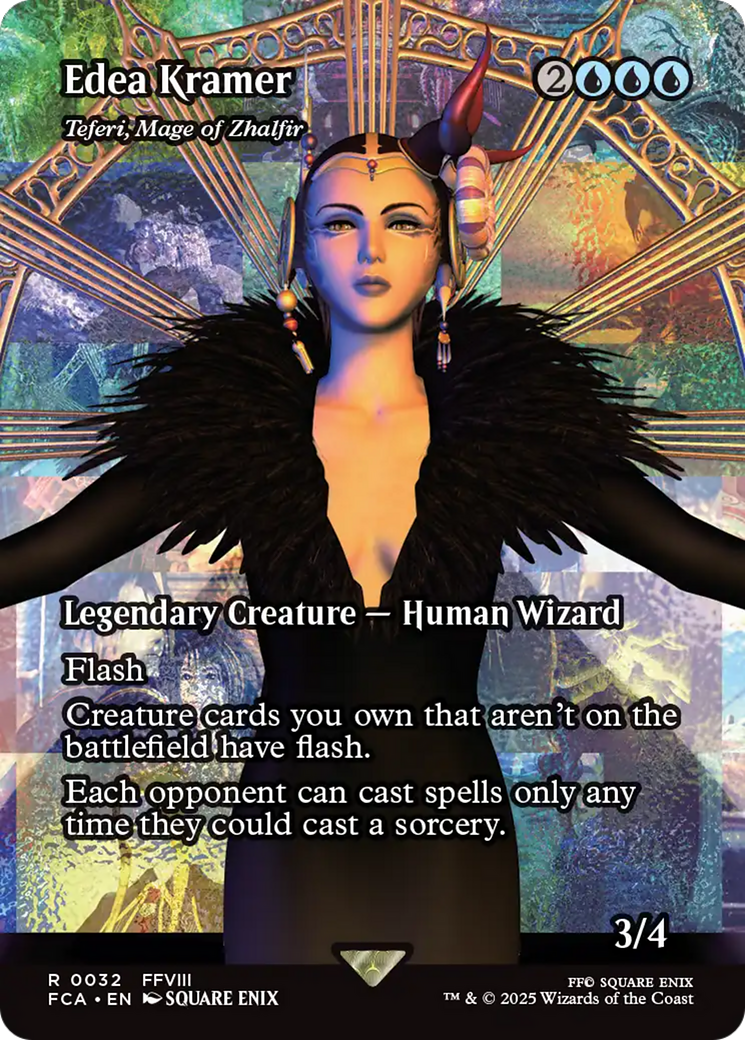 Edea Kramer 2
Teferi, Mage of Zhalfir
Legendary Creature — Human Wizard
Flash
Creature cards you own that aren't on the
battlefield have flash.
Each opponent can cast spells only any
time they could cast a sorcery.
3/4
R 0032 FFVIII
FCA • EN SQUARE ENIX
FF© SQUARE ENIX
™ & © 2025 Wizards of the Coast